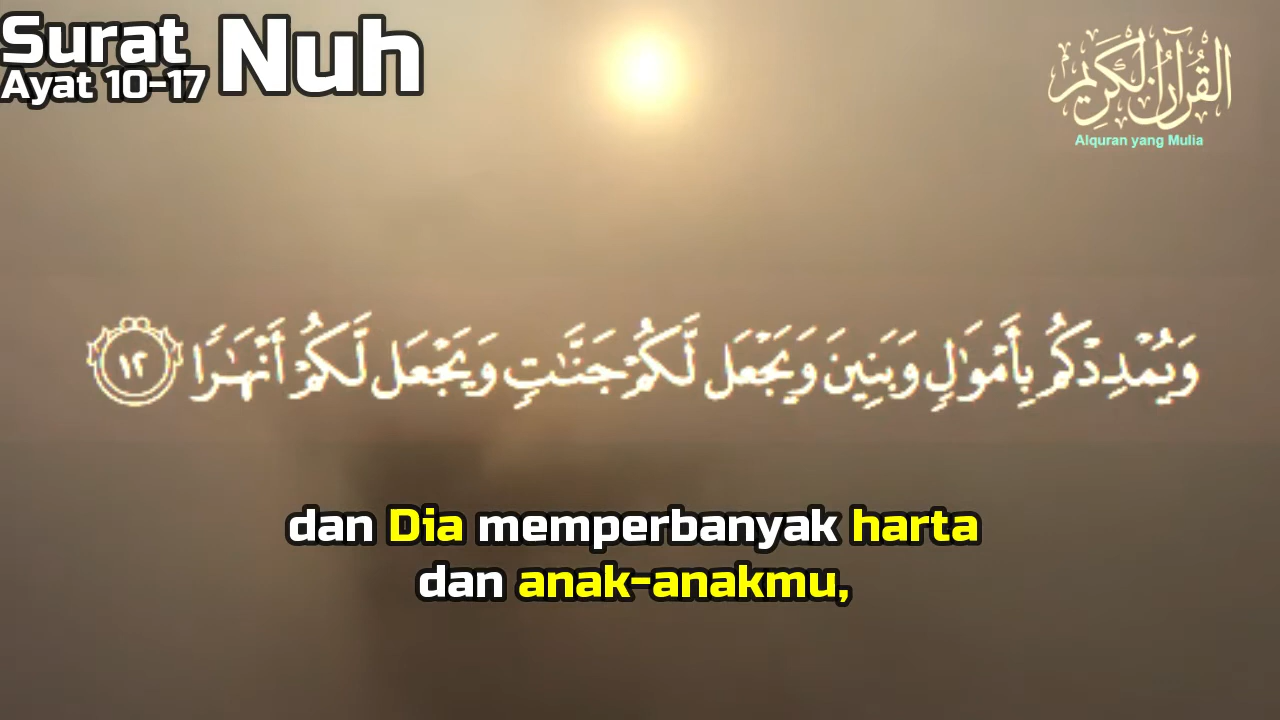 Surat Nuh
Ayat 10-17
القرآن الكريم
Alquran yang Mulia
وَيُمْدِدْكُم بِأَمْوَٰلٍ وَبَنِينَ وَيَجْعَل لَّكُمْ جَنَّـٰتٍ وَيَجْعَل لَّكُمْ أَنْهَـٰرًا ١٢
dan Dia memperbanyak harta
dan anak-anakmu,